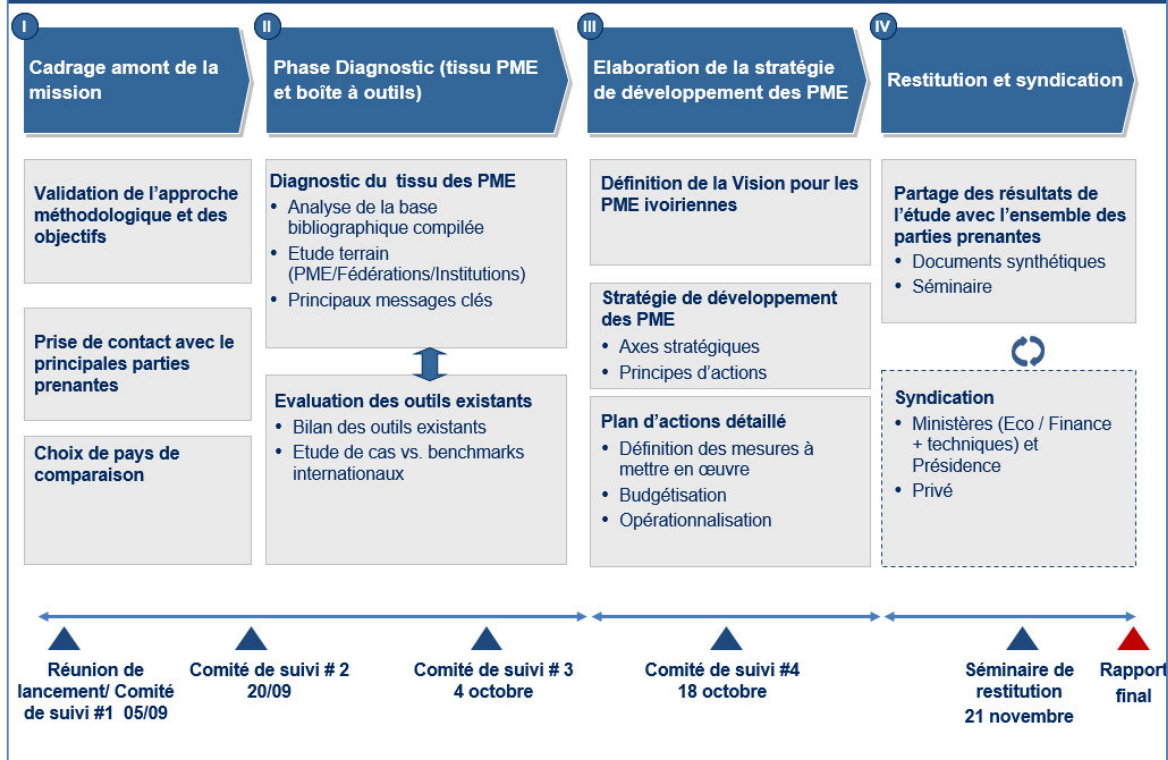 I
Cadrage amont de la
mission
II
Phase Diagnostic (tissu PME
et boîte à outils)
III
Elaboration de la stratégie
de développement des PME
IV
Restitution et syndication
Validation de l'approche
méthodologique et des
objectifs
Prise de contact avec le
principales parties
prenantes
Choix de pays de
comparaison
Diagnostic du tissu des PME
• Analyse de la base
bibliographique compilée
• Etude terrain
(PME/Fédérations/Institutions)
• Principaux messages clés
Evaluation des outils existants
• Bilan des outils existants
• Etude de cas vs. benchmarks
internationaux
Définition de la Vision pour les
PME ivoiriennes
Stratégie de développement
des PME
• Axes stratégiques
• Principes d'actions
Plan d'actions détaillé
• Définition des mesures à
mettre en œuvre
• Budgétisation
• Opérationnalisation
Partage des résultats de
l'étude avec l'ensemble des
parties prenantes
• Documents synthétiques
• Séminaire
Syndication
• Ministères (Eco / Finance
+ techniques) et
Présidence
• Privé
Réunion de
lancement/ Comité
de suivi #1 05/09
Comité de suivi # 2
20/09
Comité de suivi # 3
4 octobre
Comité de suivi #4
18 octobre
Séminaire de
restitution
21 novembre
Rapport
final